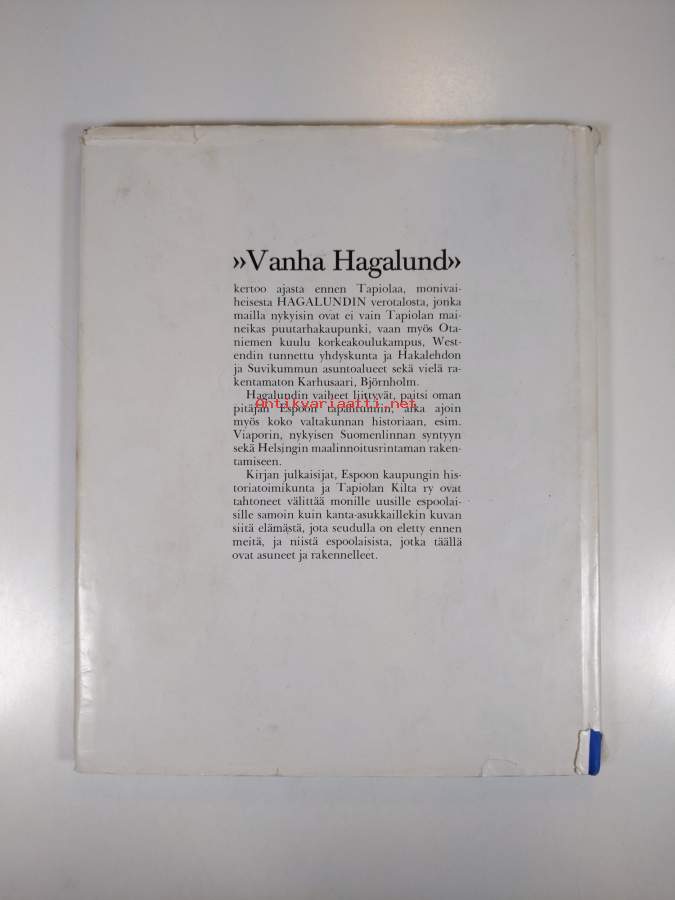 »Vanha Hagalund»
kertoo ajasta ennen Tapiolaa, monivai-
heisesta HAGALUNDIN verotalosta, jonka
mailla nykyisin ovat ei vain Tapiolan mai-
neikas puutarhakaupunki, vaan myös Ota-
niemen kuulu korkeakoulukampus, West-
endin tunnettu yhdyskunta ja Hakalehdon
ja Suvikummun asuntoalueet sekä vielä ra-
kentamaton Karhusaari, Björnholm.
Hagalundin vaiheet liittyvät, paitsi oman
Antikvariaatti.net
pitäjän Espoon tapahtumiin, aika ajoin
myös koko valtakunnan historiaan, esim.
Viaporin, nykyisen Suomenlinnan syntyyn
sekä Helsingin maalinnoitusrintaman raken-
tamiseen.
Kirjan julkaisijat, Espoon kaupungin his-
toriatoimikunta ja Tapiolan Kilta ry ovat
tahtoneet välittää monille uusille espoolai-
sille samoin kuin kanta-asukkaillekin kuvan
siitä elämästä, jota seudulla on eletty ennen
meitä, ja niistä espoolaisista, jotka täällä
ovat asuneet ja rakennelleet.